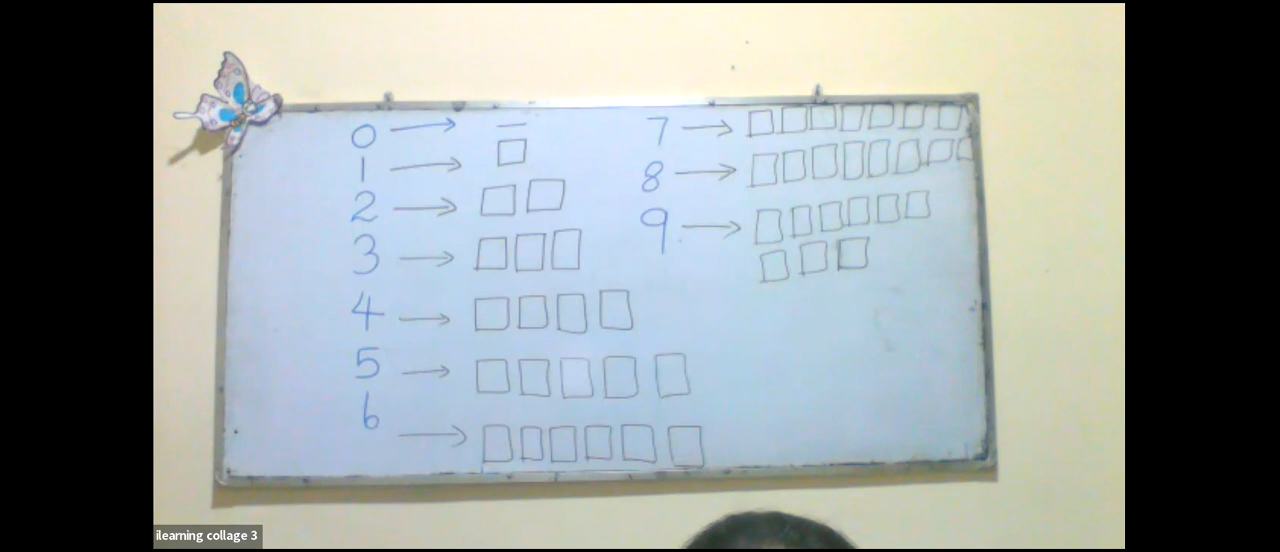 0 → —
1 → □
2 → □ □
3 → □ □ □
4 → □ □ □ □
5 → □ □ □ □ □
6 → □ □ □ □ □ □
7 → □ □ □ □ □ □ □
8 → □ □ □ □ □ □ □ □
9 → □ □ □ □ □ □
□ □ □
ilearning collage 3